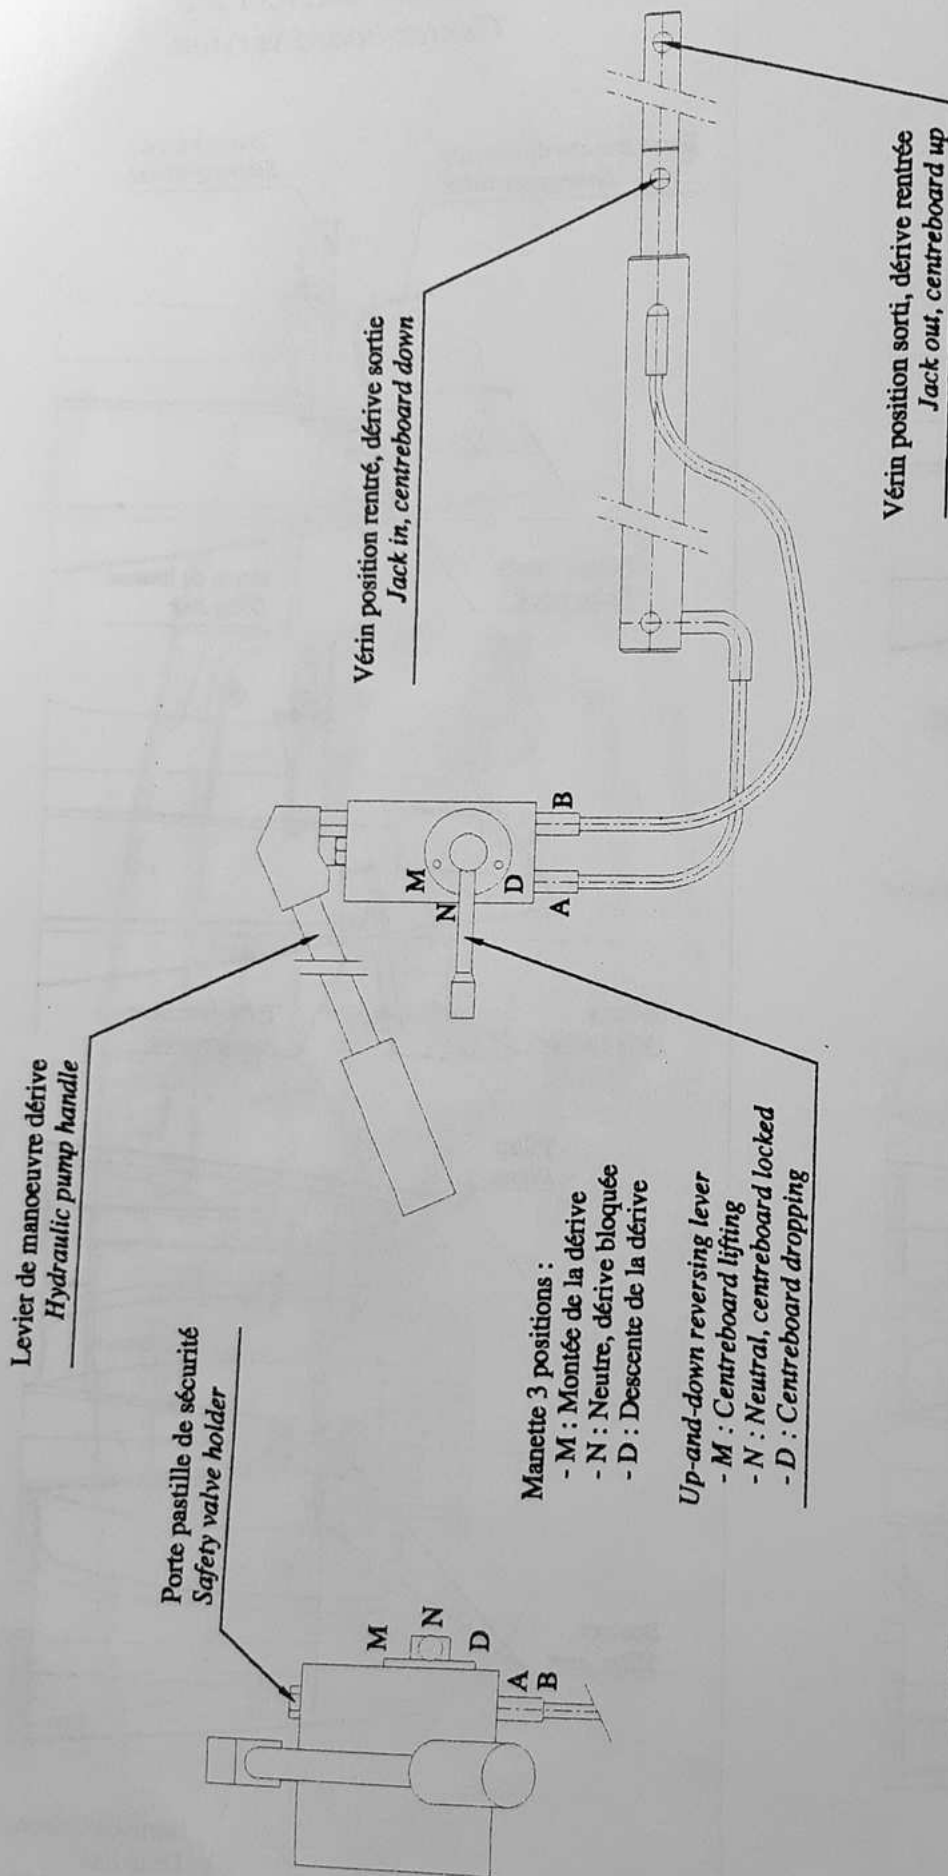 Levier de manoeuvre dérive
Hydraulic pump handle
Porte pastille de sécurité
Safety valve holder
Vérin position rentré, dérive sortie
Jack in, centreboard down
Vérin position sorti, dérive rentrée
Jack out, centreboard up
M
N
D
A
B
M
N
D
A
B
Manette 3 positions :
- M : Montée de la dérive
- N : Neutre, dérive bloquée
- D : Descente de la dérive
Up-and-down reversing lever
- M : Centreboard lifting
- N : Neutral, centreboard locked
- D : Centreboard dropping